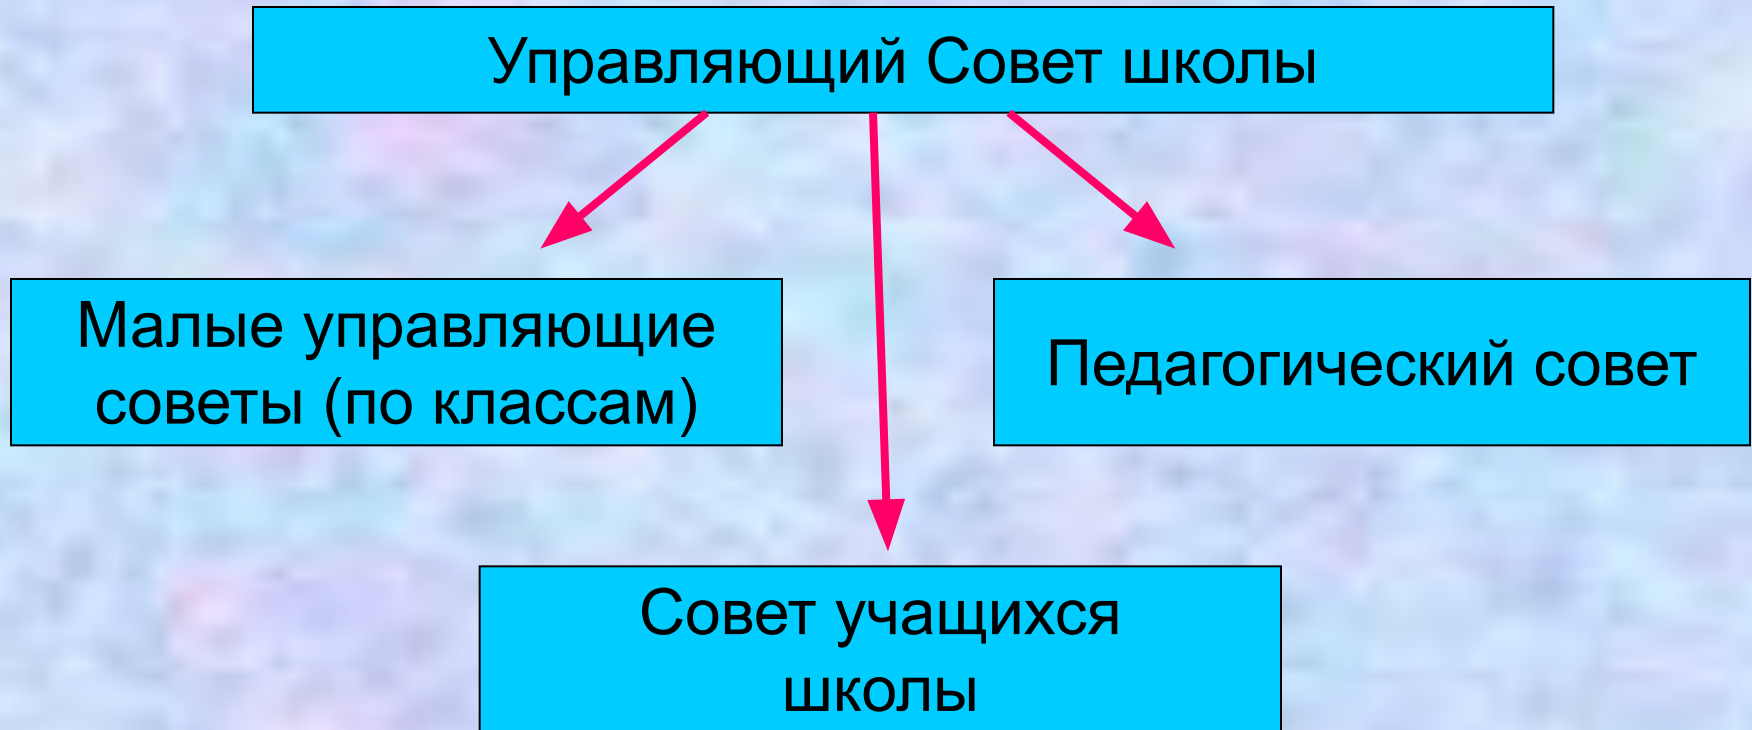 Управляющий Совет школы
Малые управляющие
советы (по классам)
Педагогический совет
Совет учащихся
школы